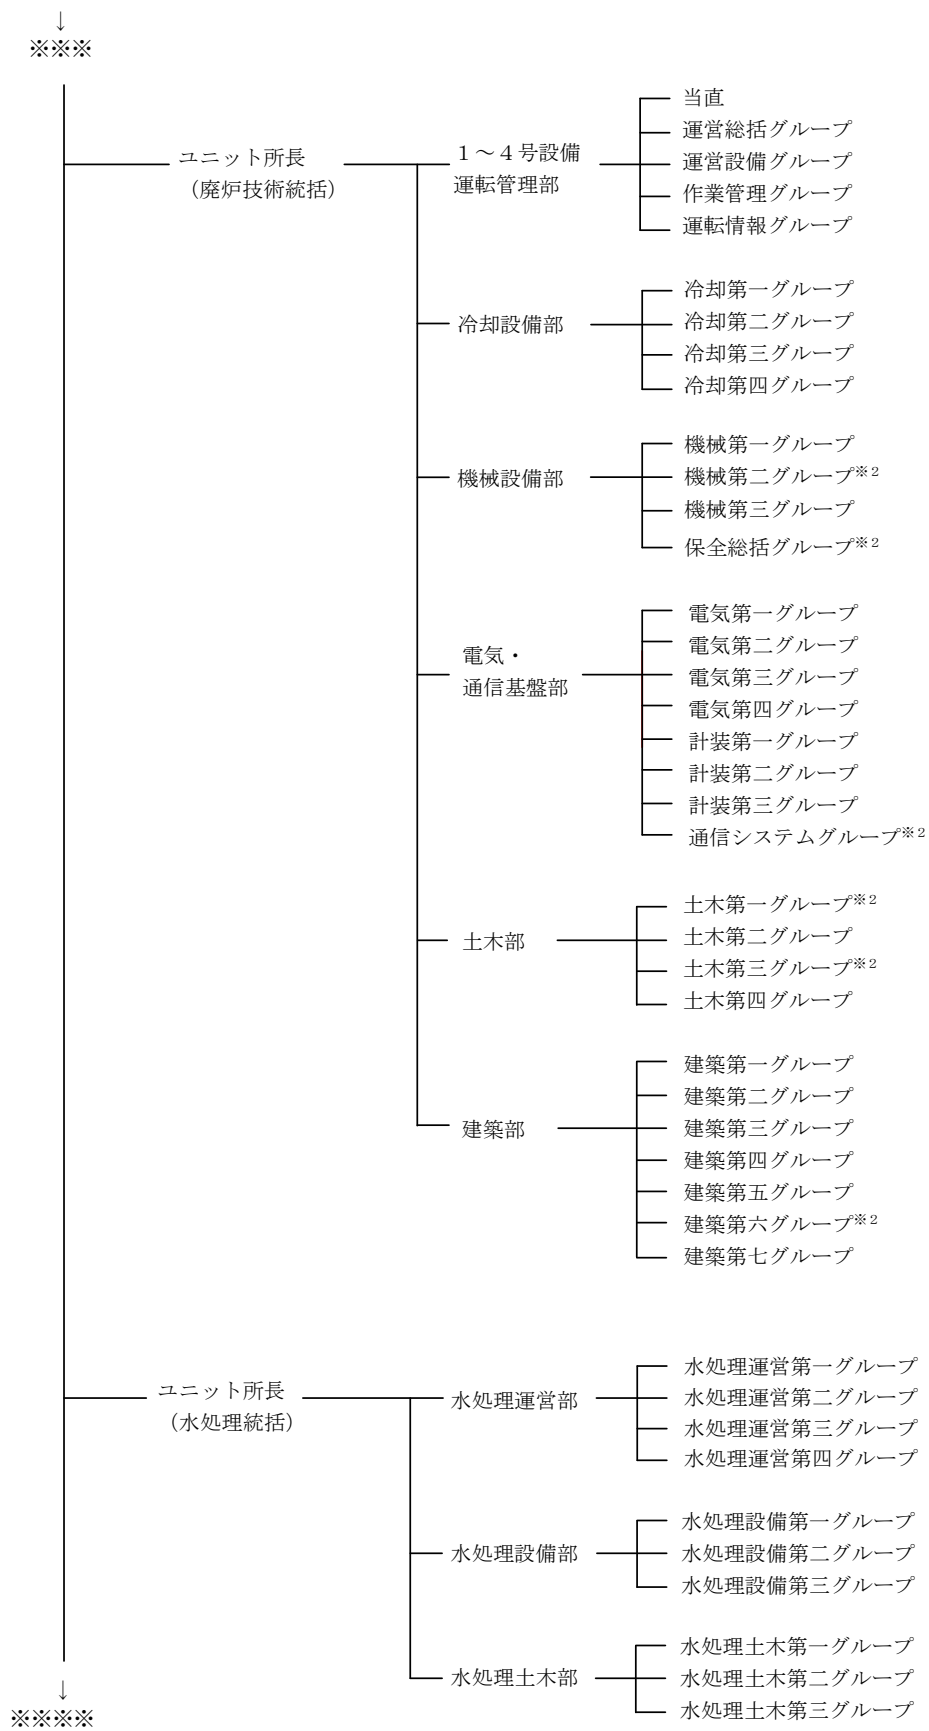 ↓
※※※
ユニット所長
（廃炉技術統括）
１～４号設備
運転管理部
当直
運営総括グループ
運営設備グループ
作業管理グループ
運転情報グループ
冷却設備部
冷却第一グループ
冷却第二グループ
冷却第三グループ
冷却第四グループ
機械設備部
機械第一グループ
機械第二グループ※２
機械第三グループ
保全総括グループ※２
電気・
通信基盤部
電気第一グループ
電気第二グループ
電気第三グループ
電気第四グループ
計装第一グループ
計装第二グループ
計装第三グループ
通信システムグループ※２
土木部
土木第一グループ※２
土木第二グループ
土木第三グループ※２
土木第四グループ
建築部
建築第一グループ
建築第二グループ
建築第三グループ
建築第四グループ
建築第五グループ
建築第六グループ※２
建築第七グループ
ユニット所長
（水処理統括）
水処理運営部
水処理運営第一グループ
水処理運営第二グループ
水処理運営第三グループ
水処理運営第四グループ
水処理設備部
水処理設備第一グループ
水処理設備第二グループ
水処理設備第三グループ
水処理土木部
水処理土木第一グループ
水処理土木第二グループ
水処理土木第三グループ
↓
※※※※